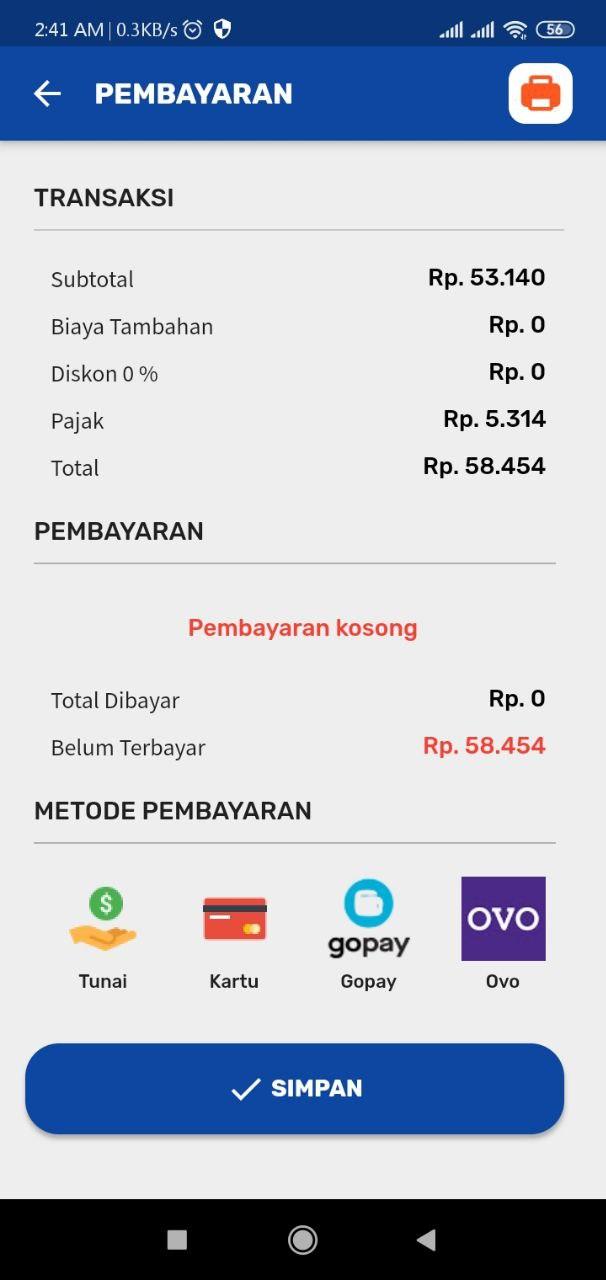 2:41 AM | 0.3KB/s 56
PEMBAYARAN
TRANSAKSI
Subtotal Rp. 53.140
Biaya Tambahan Rp. 0
Diskon 0 % Rp. 0
Pajak Rp. 5.314
Total Rp. 58.454
PEMBAYARAN
Pembayaran kosong
Total Dibayar Rp. 0
Belum Terbayar Rp. 58.454
METODE PEMBAYARAN
$ gopay OVO
Tunai Kartu Gopay Ovo
SIMPAN